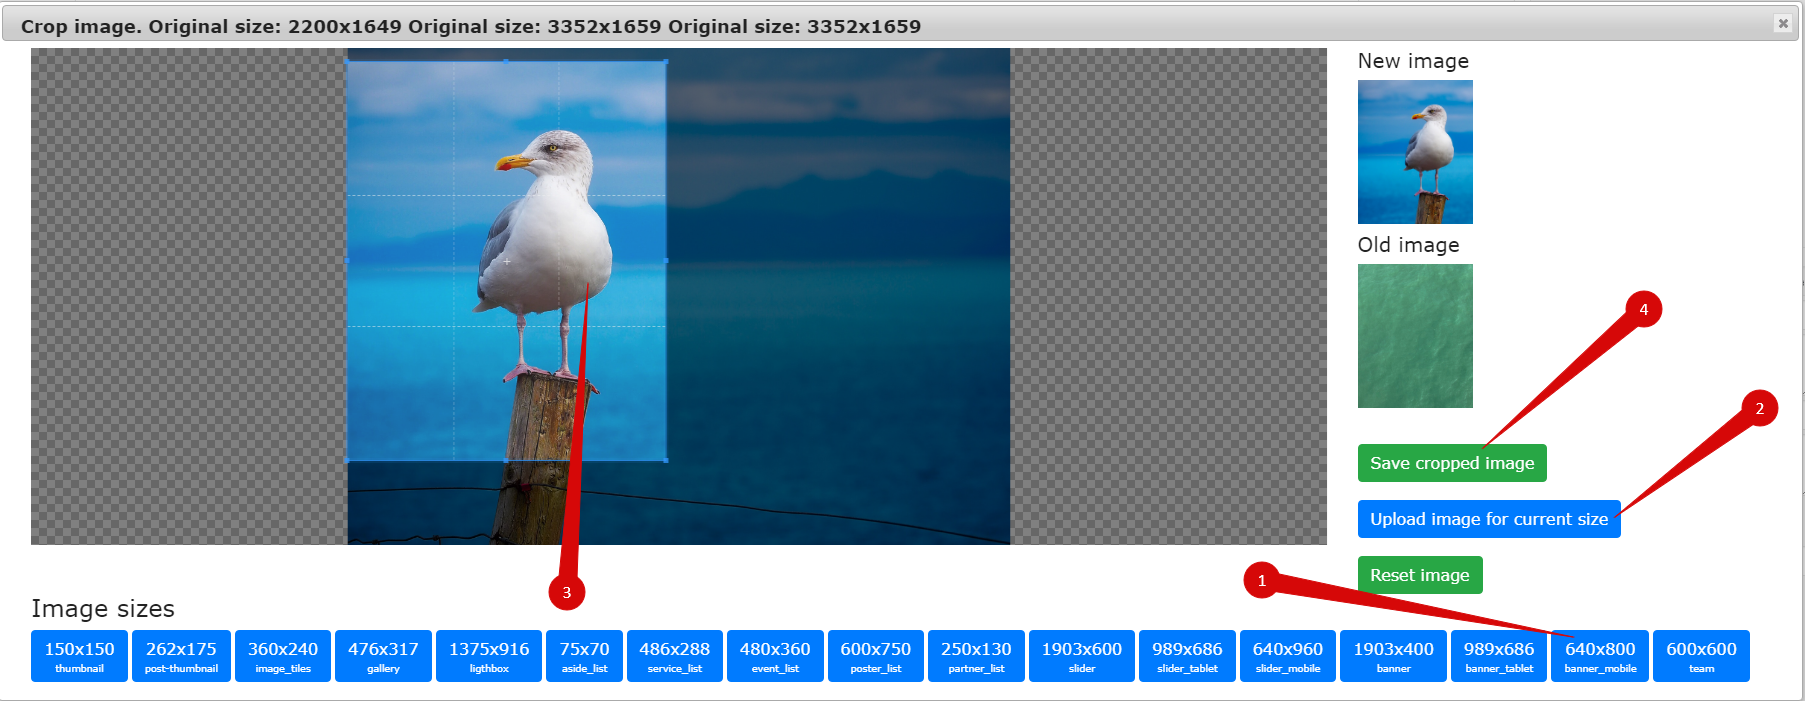 Crop image. Original size: 2200x1649 Original size: 3352x1659 Original size: 3352x1659
New image
Old image
4
2
Save cropped image
Upload image for current size
Reset image
1
3
Image sizes
150x150 262x175 360x240 476x317 1375x916 75x70 486x288 480x360 600x750 250x130 1903x600 989x686 640x960 1903x400 989x686 640x800 600x600
thumbnail post-thumbnail image_tiles gallery ligthbox aside_list service_list event_list poster_list partner_list slider slider_tablet slider_mobile banner banner_tablet banner_mobile team